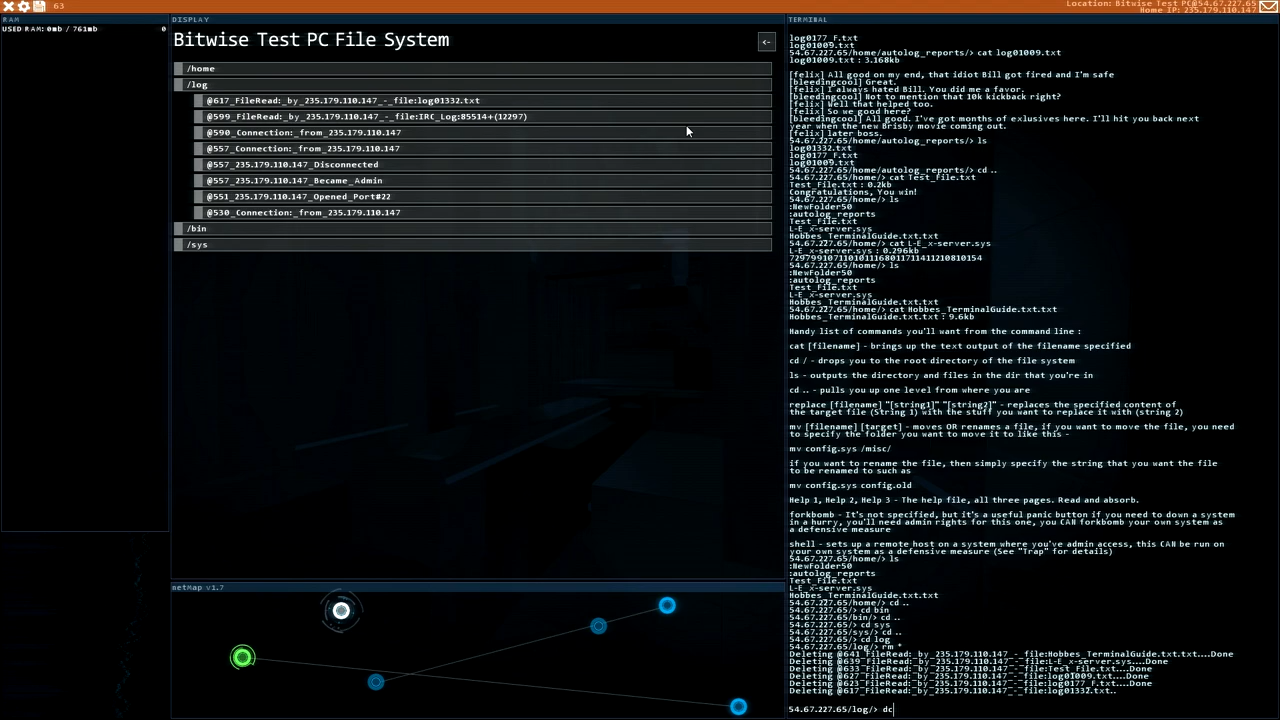 63
Location: Bitwise Test PC@54.67.227.65
Home IP: 235.179.110.147
RAM
USED RAM: 0mb / 761mb
0
DISPLAY
Bitwise Test PC File System
<-
/home
/log
@617_FileRead:_by_235.179.110.147_-_file:log01332.txt
@599_FileRead:_by_235.179.110.147_-_file:IRC_Log:85514+(12297)
@590_Connection:_from_235.179.110.147
@557_Connection:_from_235.179.110.147
@557_235.179.110.147_Disconnected
@557_235.179.110.147_Became_Admin
@551_235.179.110.147_Opened_Port#22
@530_Connection:_from_235.179.110.147
/bin
/sys
netMap v1.7
TERMINAL
log0177_F.txt
log01009.txt
54.67.227.65/home/autolog_reports/> cat log01009.txt
log01009.txt : 3.168kb
[felix] All good on my end, that idiot Bill got fired and I'm safe
[bleedingcool] Great.
[felix] I always hated Bill. You did me a favor.
[bleedingcool] Not to mention that 10k kickback right?
[felix] Well that helped too.
[felix] So we good here?
[bleedingcool] All good. I've got months of exlusives here. I'll hit you back next
year when the new Brisby movie coming out.
[felix] later boss.
54.67.227.65/home/autolog_reports/> ls
log01332.txt
log0177_F.txt
log01009.txt
54.67.227.65/home/autolog_reports/> cd ..
54.67.227.65/home/> cat Test_File.txt
Test_File.txt : 0.2kb
Congratulations, You win!
54.67.227.65/home/> ls
:NewFolder50
:autolog_reports
Test_File.txt
L-E_x-server.sys
Hobbes_TerminalGuide.txt.txt
54.67.227.65/home/> cat L-E_x-server.sys
L-E_x-server.sys : 0.296kb
72979910711010111680117114112108​10154
54.67.227.65/home/> ls
:NewFolder50
:autolog_reports
Test_File.txt
L-E_x-server.sys
Hobbes_TerminalGuide.txt.txt
54.67.227.65/home/> cat Hobbes_TerminalGuide.txt.txt
Hobbes_TerminalGuide.txt.txt : 9.6kb
Handy list of commands you'll want from the command line :
cat [filename] - brings up the text output of the filename specified
cd / - drops you to the root directory of the file system
ls - outputs the directory and files in the dir that you're in
cd .. - pulls you up one level from where you are
replace [filename] "[string1]" "[string2]" - replaces the specified content of
the target file (String 1) with the stuff you want to replace it with (string 2)
mv [filename] [target] - moves OR renames a file, if you want to move the file, you need
to specify the folder you want to move it to like this -
mv config.sys /misc/
if you want to rename the file, then simply specify the string that you want the file
to be renamed to such as
mv config.sys config.old
Help 1, Help 2, Help 3 - The help file, all three pages. Read and absorb.
forkbomb - It's not specified, but it's a useful panic button if you need to down a system
in a hurry, you'll need admin rights for this one, you CAN forkbomb your own system as
a defensive measure
shell - sets up a remote host on a system where you've admin access, this CAN be run on
your own system as a defensive measure (See "Trap" for details)
54.67.227.65/home/> ls
:NewFolder50
:autolog_reports
Test_File.txt
L-E_x-server.sys
Hobbes_TerminalGuide.txt.txt
54.67.227.65/home/> cd ..
54.67.227.65/> cd bin
54.67.227.65/bin/> cd ..
54.67.227.65/> cd sys
54.67.227.65/sys/> cd ..
54.67.227.65/> cd log
54.67.227.65/log/> rm *
Deleting @641_FileRead:_by_235.179.110.147_-_file:Hobbes_TerminalGuide.txt.txt....Done
Deleting @639_FileRead:_by_235.179.110.147_-_file:L-E_x-server.sys....Done
Deleting @633_FileRead:_by_235.179.110.147_-_file:Test_File.txt....Done
Deleting @627_FileRead:_by_235.179.110.147_-_file:log01009.txt....Done
Deleting @623_FileRead:_by_235.179.110.147_-_file:log0177_F.txt....Done
Deleting @617_FileRead:_by_235.179.110.147_-_file:log01332.txt..
54.67.227.65/log/> dc